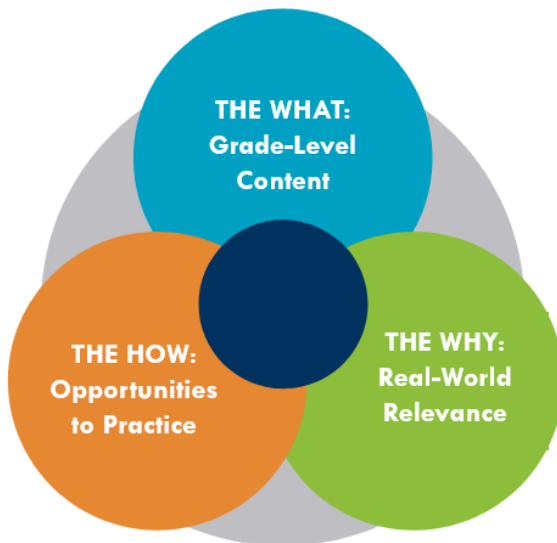 THE WHAT:
Grade-Level
Content
THE HOW:
Opportunities
to Practice
THE WHY:
Real-World
Relevance